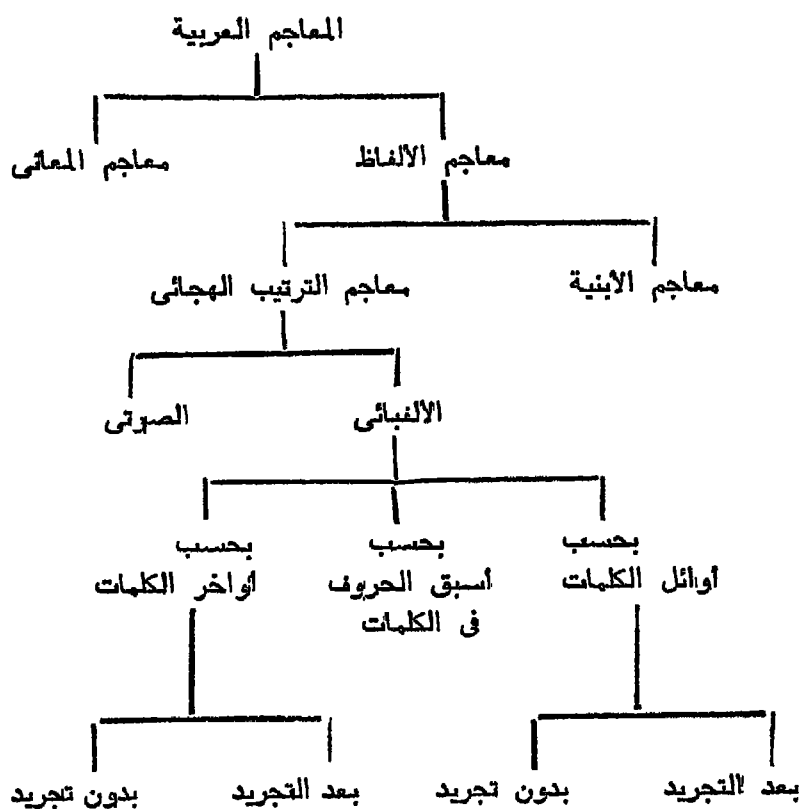 المعاجم العربية
معاجم الألفاظ
معاجم المعانى
معاجم الأبنية
معاجم الترتيب الهجائى
الألفبائى
الصوتى
بحسب
أوائل الكلمات
بحسب
أسبق الحروف
فى الكلمات
بحسب
أواخر الكلمات
بعد التجريد
بدون تجريد
بعد التجريد
بدون تجريد